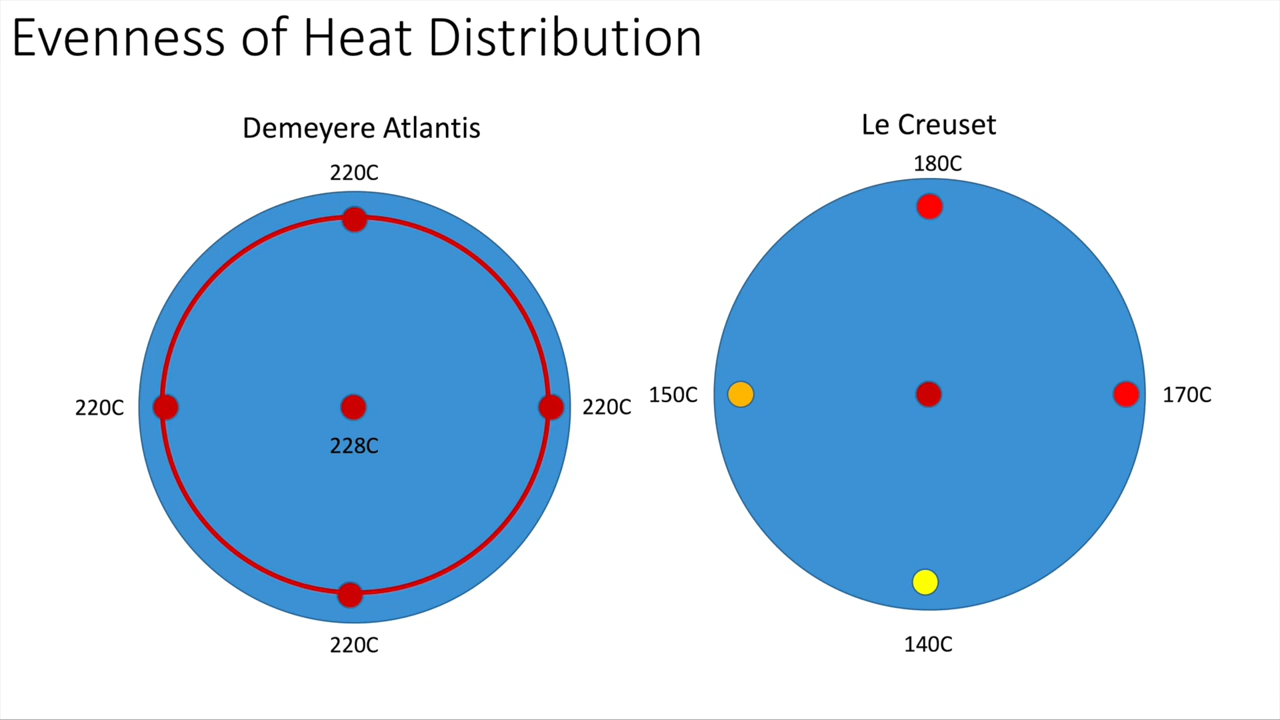 Evenness of Heat Distribution
Demeyere Atlantis
220C
220C
228C
220C
220C
Le Creuset
180C
150C
170C
140C